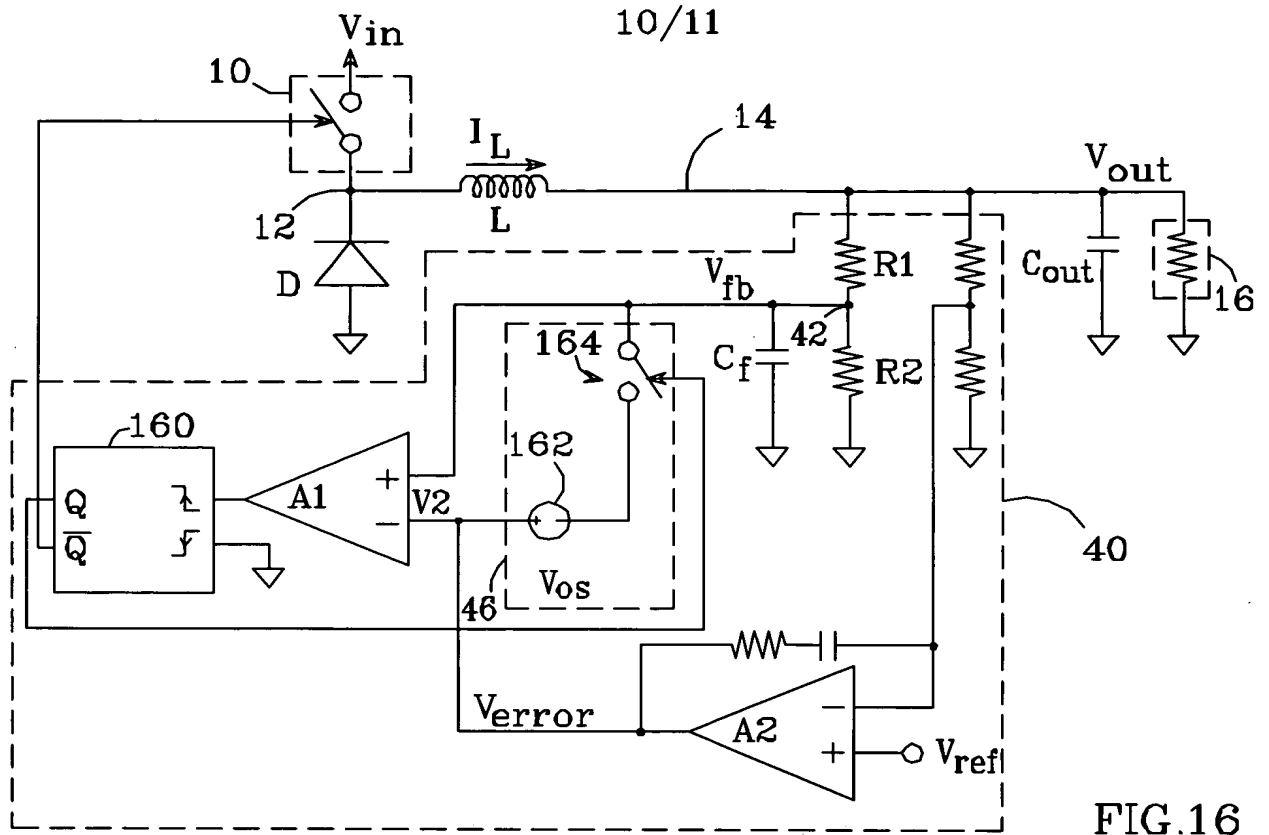 10/11
Vin
10
IL
L
14
Vout
12
D
Vfb
R1
Cout
16
42
164
Cf
R2
160
162
Q
Q̅
A1
+
V2
−
+ −
40
46
Vos
Verror
A2
−
+
Vref
FIG.16